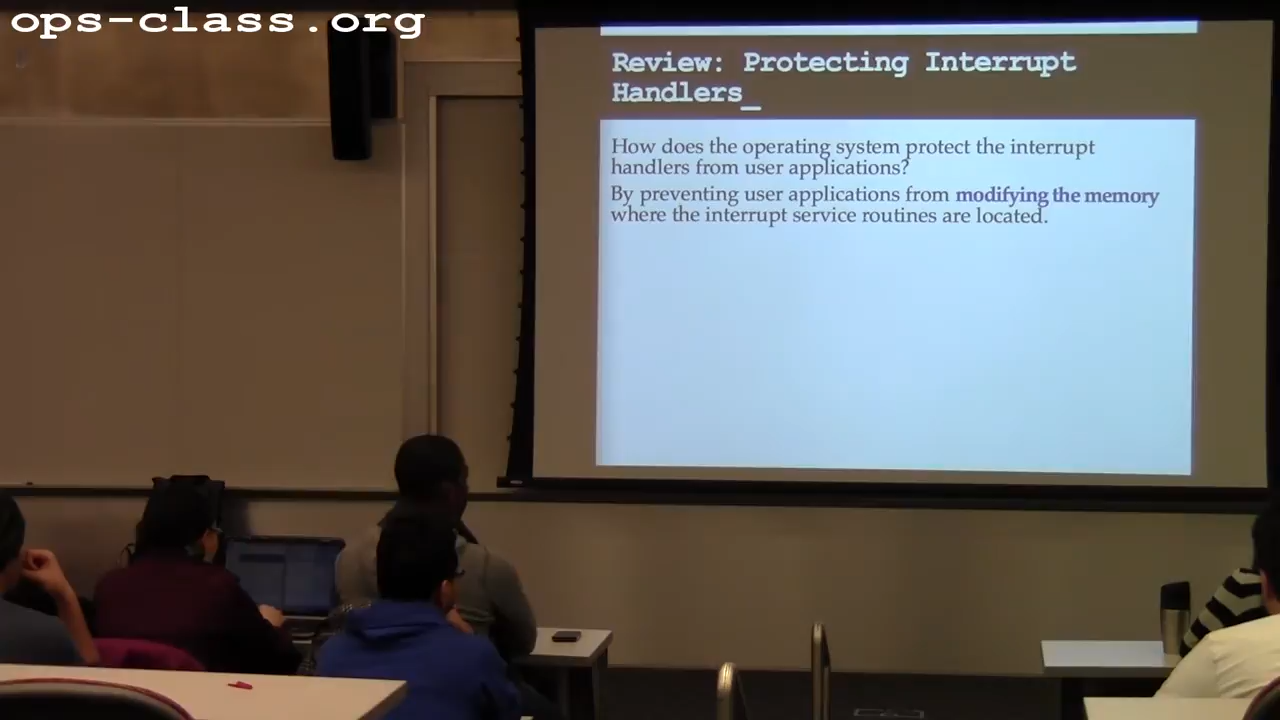 ops-class.org
Review: Protecting Interrupt
Handlers_
How does the operating system protect the interrupt
handlers from user applications?
By preventing user applications from modifying the memory
where the interrupt service routines are located.